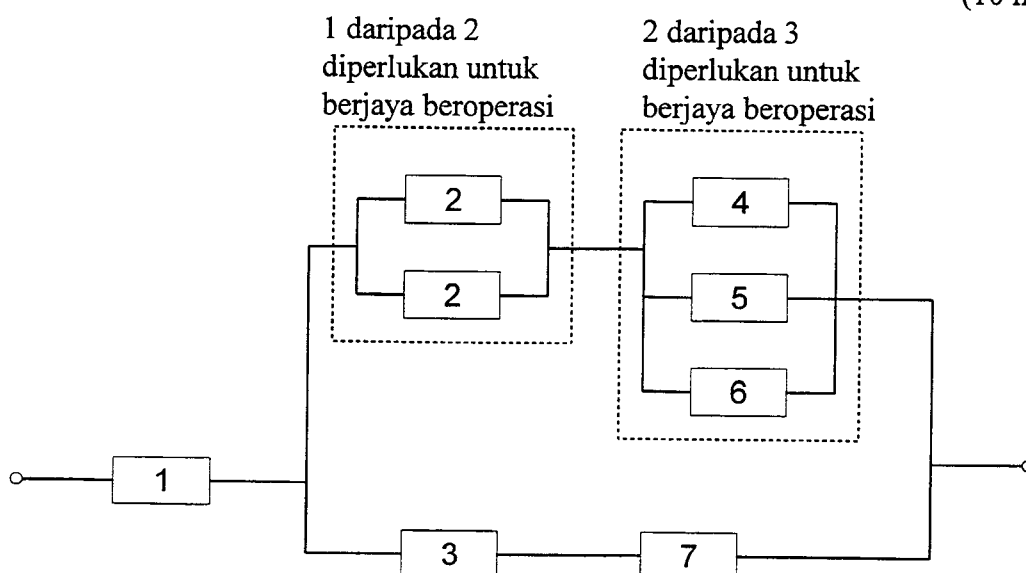 (10
1 daripada 2
diperlukan untuk
berjaya beroperasi
2 daripada 3
diperlukan untuk
berjaya beroperasi
2
2
4
5
6
1
3
7